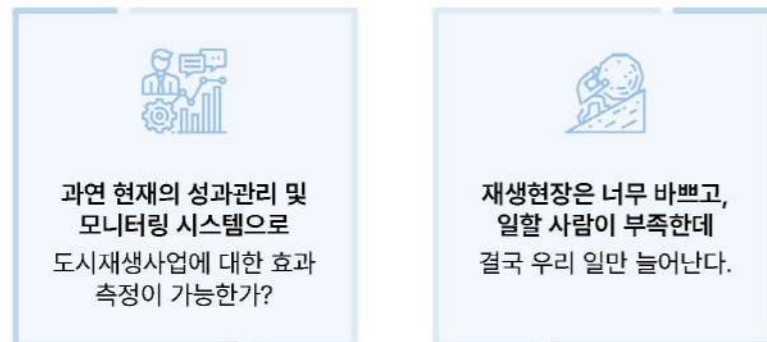 과연 현재의 성과관리 및
모니터링 시스템으로
도시재생사업에 대한 효과
측정이 가능한가?
재생현장은 너무 바쁘고,
일할 사람이 부족한데
결국 우리 일만 늘어난다.